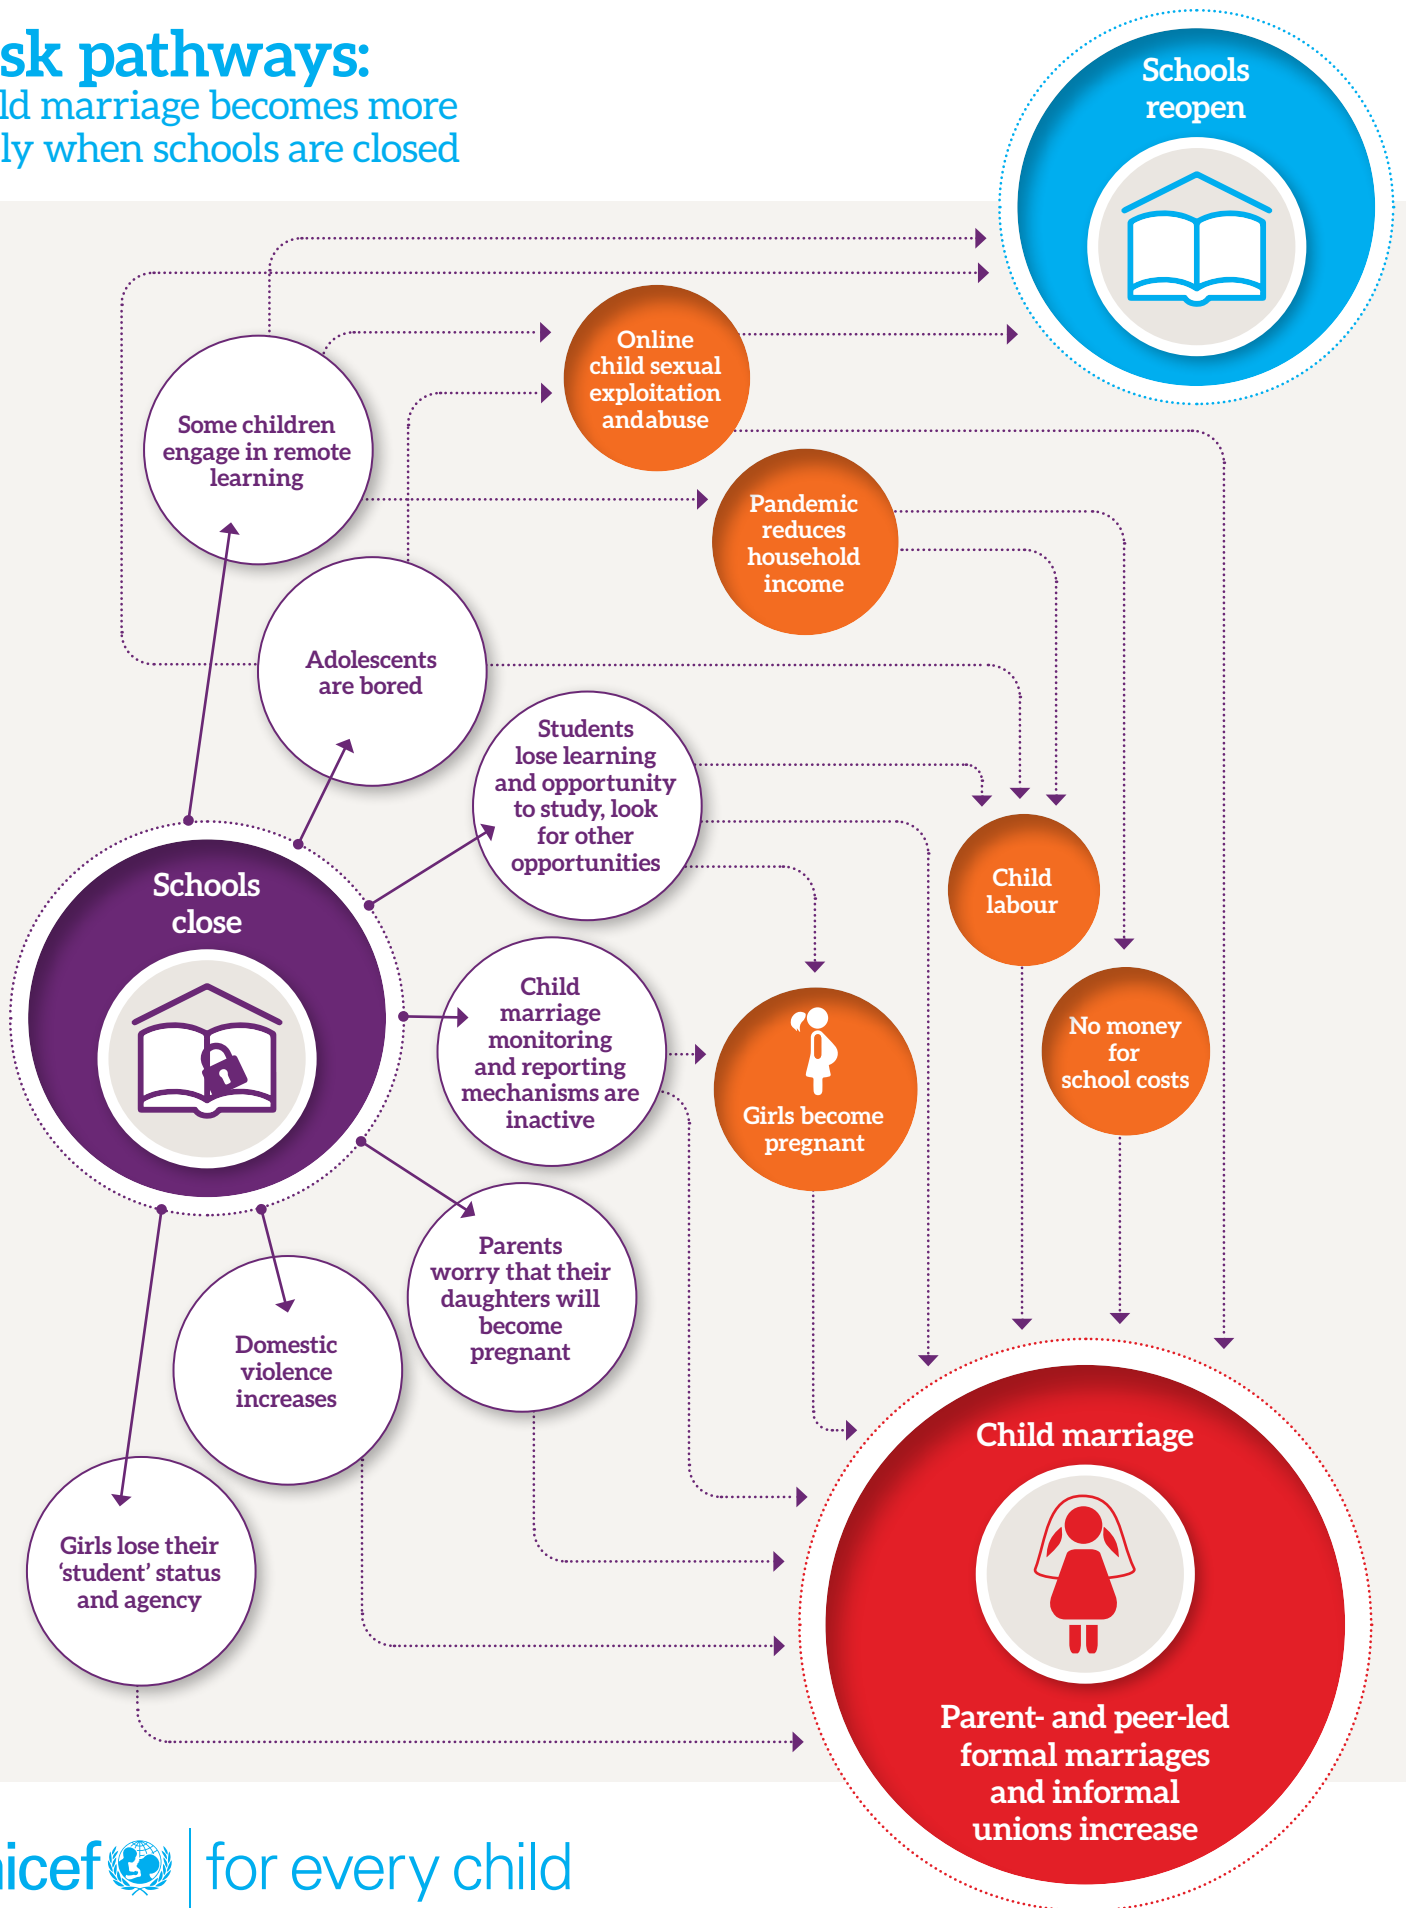 sk pathways:
ld marriage becomes more
ly when schools are closed
Schools
reopen
Online
child sexual
exploitation
andabuse
Some children
engage in remote
learning
Pandemic
reduces
household
income
Adolescents
are bored
Students
lose learning
and opportunity
to study, look
for other
opportunities
Schools
close
Child
labour
Child
marriage
monitoring
and reporting
mechanisms are
inactive
No money
for
school costs
Girls become
pregnant
Parents
worry that their
daughters will
become
pregnant
Domestic
violence
increases
Child marriage
Girls lose their
‘student’ status
and agency
Parent- and peer-led
formal marriages
and informal
unions increase
nicef for every child